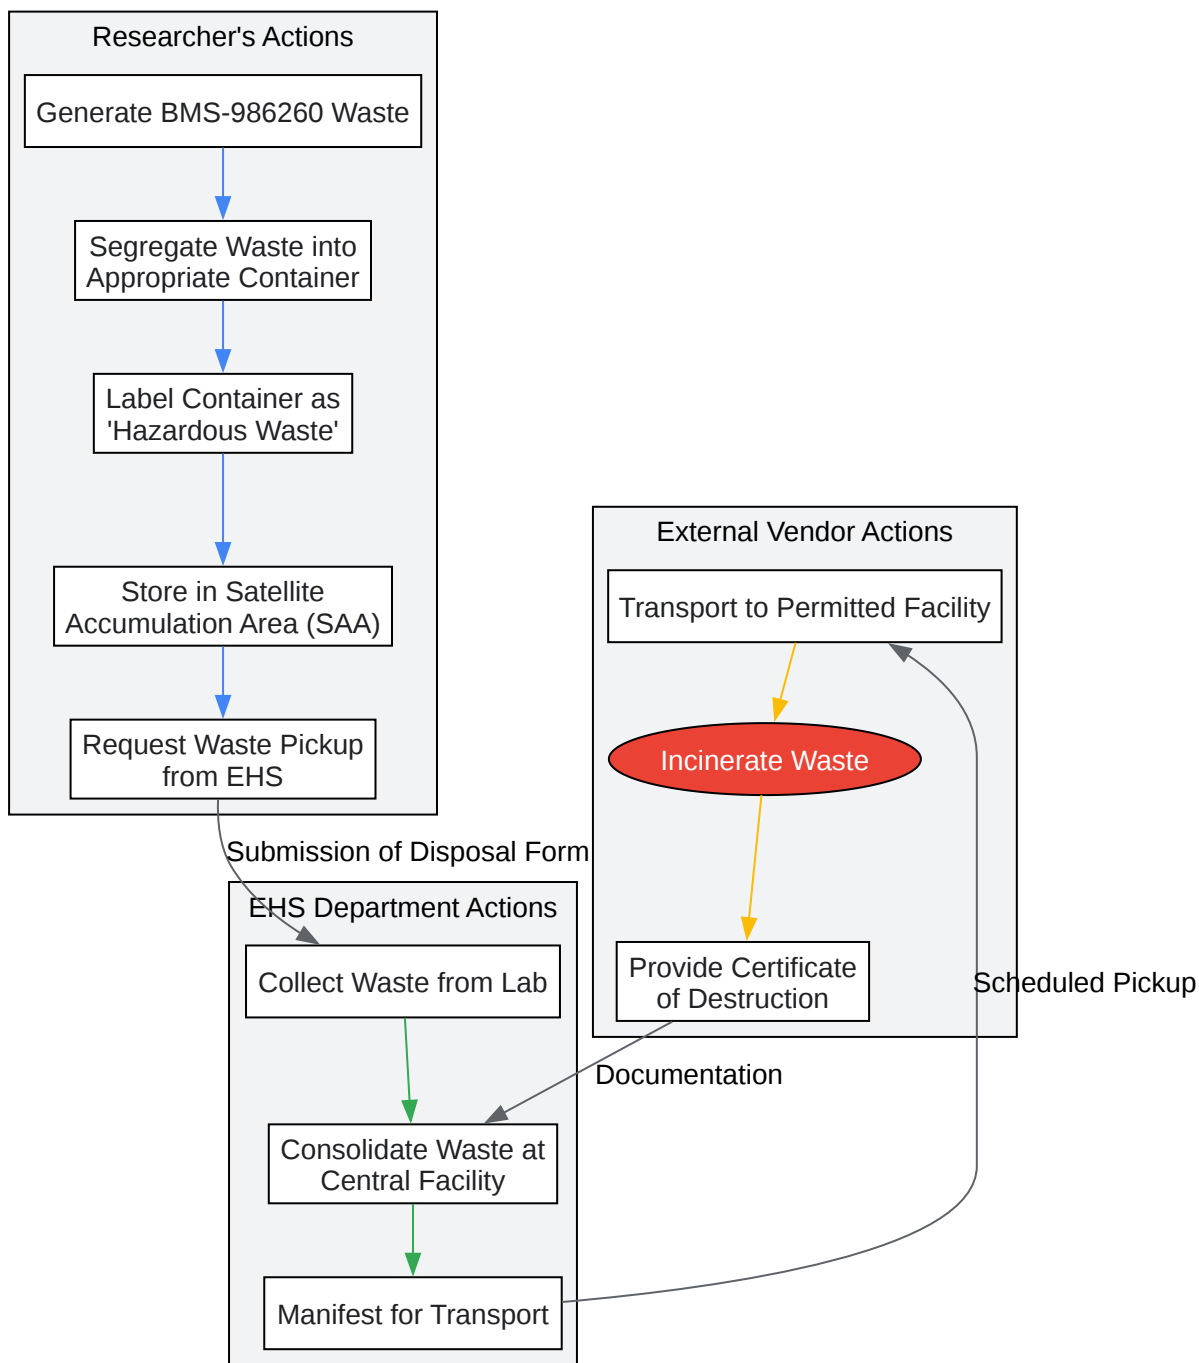 Researcher's Actions
Generate BMS-986260 Waste
Segregate Waste into
Appropriate Container
Label Container as
'Hazardous Waste'
Store in Satellite
Accumulation Area (SAA)
Request Waste Pickup
from EHS
Submission of Disposal Form
EHS Department Actions
Collect Waste from Lab
Consolidate Waste at
Central Facility
Manifest for Transport
Scheduled Pickup
External Vendor Actions
Transport to Permitted Facility
Incinerate Waste
Provide Certificate
of Destruction
Documentation